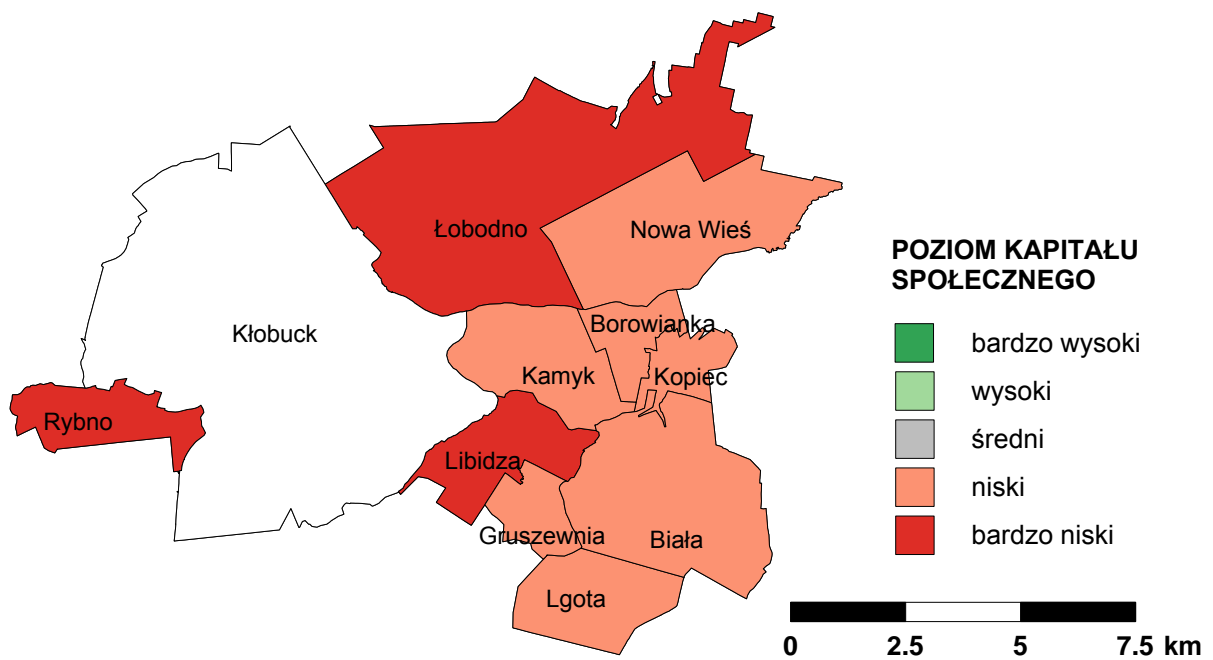 Łobodno
Nowa Wieś
Kłobuck
Borowianka
Kamyk
Kopiec
Rybno
Libidza
Gruszewnia
Biała
Lgota
POZIOM KAPITAŁU
SPOŁECZNEGO
bardzo wysoki
wysoki
średni
niski
bardzo niski
0 2.5 5 7.5 km